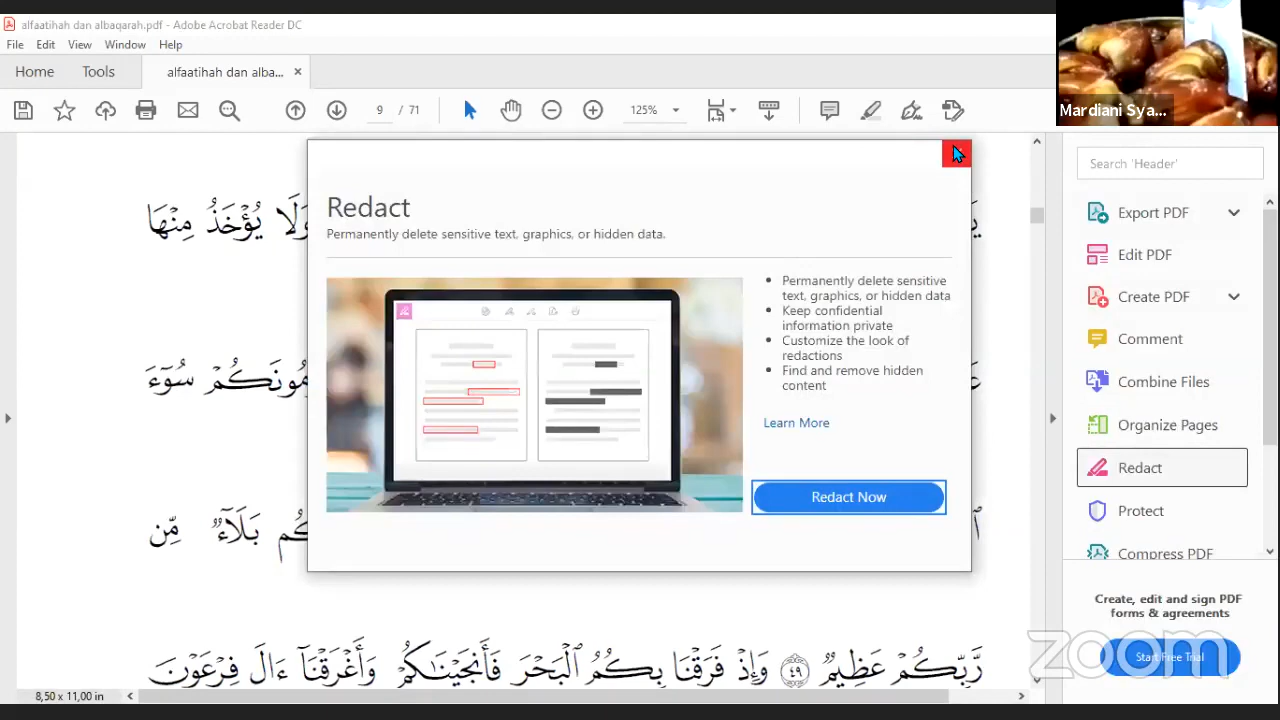 alfaatihah dan albaqarah.pdf - Adobe Acrobat Reader DC
File Edit View Window Help
Home Tools alfaatihah dan alba... ×
9 / 71 125%
Mardiani Sya...
Search 'Header'
Export PDF
Edit PDF
Create PDF
Comment
Combine Files
Organize Pages
Redact
Protect
Compress PDF
Create, edit and sign PDF
forms & agreements
Start Free Trial
zoom
Redact
Permanently delete sensitive text, graphics, or hidden data.
• Permanently delete sensitive
text, graphics, or hidden data
• Keep confidential
information private
• Customize the look of
redactions
• Find and remove hidden
content
Learn More
Redact Now
وَلَا يُؤْخَذُ مِنْهَا
سُوٓءَ
بَلَآءٌ مِّن
رَّبِّكُمْ عَظِيمٌ ٤٩ وَإِذْ فَرَقْنَا بِكُمُ ٱلْبَحْرَ فَأَنجَيْنَٰكُمْ وَأَغْرَقْنَآ ءَالَ فِرْعَوْنَ
8,50 x 11,00 in